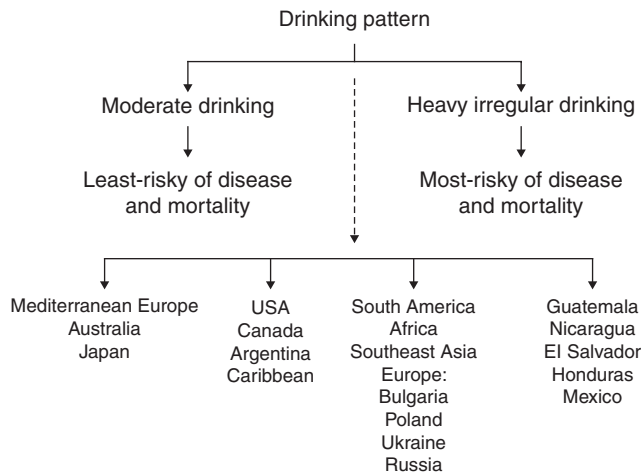 Drinking pattern
Moderate drinking
Heavy irregular drinking
Least-risky of disease
and mortality
Most-risky of disease
and mortality
Mediterranean Europe
Australia
Japan
USA
Canada
Argentina
Caribbean
South America
Africa
Southeast Asia
Europe:
Bulgaria
Poland
Ukraine
Russia
Guatemala
Nicaragua
El Salvador
Honduras
Mexico